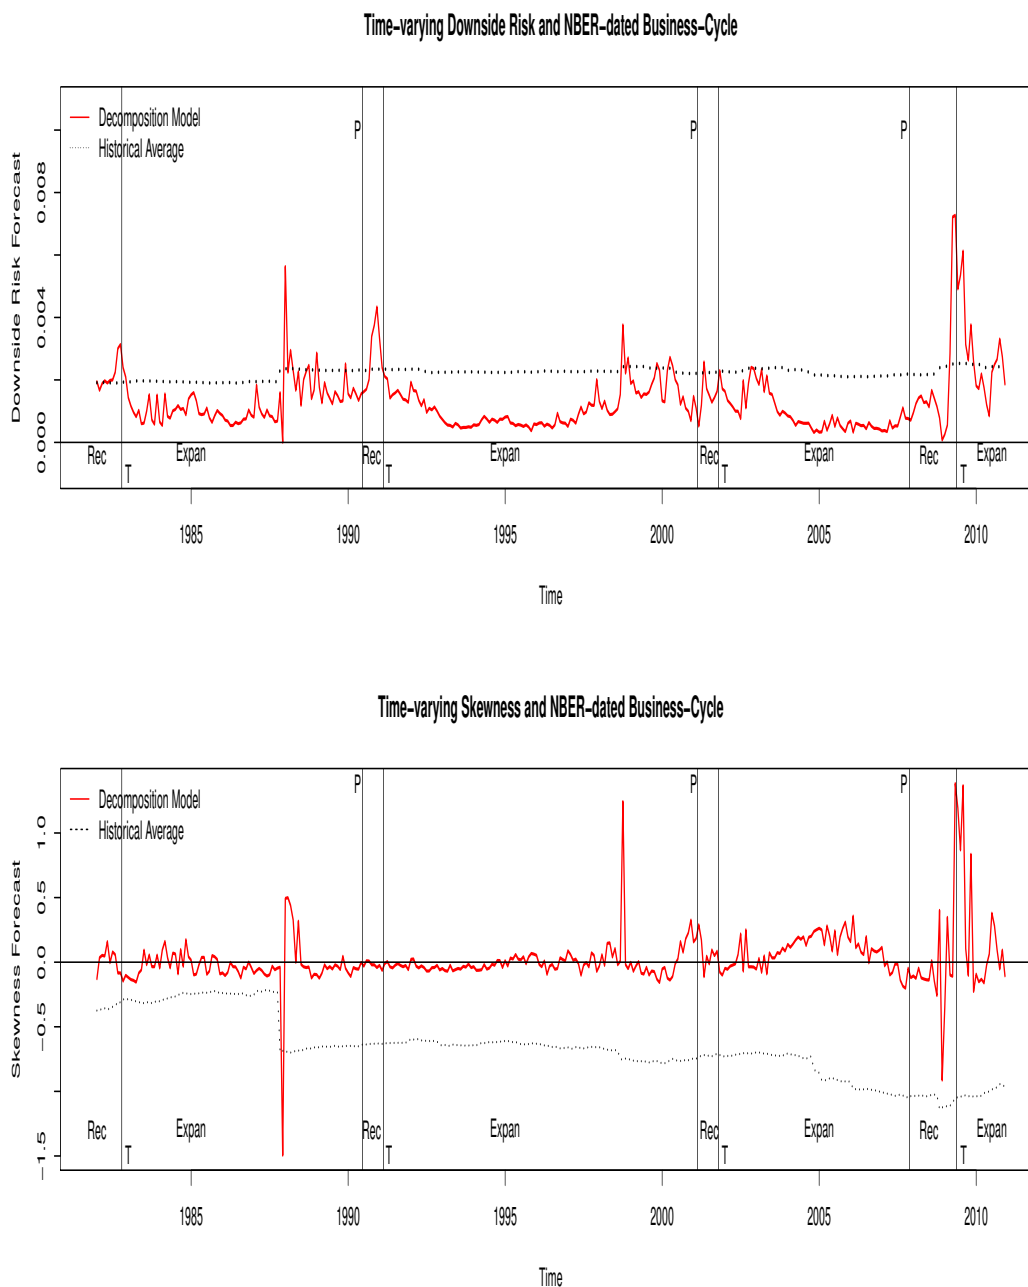 Time-varying Downside Risk and NBER-dated Business-Cycle
Downside Risk Forecast
0.000
0.004
0.008
Decomposition Model
Historical Average
P
P
P
Rec
T
Expan
Rec
T
Expan
Rec
T
Expan
Rec
T
Expan
1985
1990
1995
2000
2005
2010
Time
Time-varying Skewness and NBER-dated Business-Cycle
Skewness Forecast
-1.5
-0.5
0.0
0.5
1.0
Decomposition Model
Historical Average
P
P
P
Rec
T
Expan
Rec
T
Expan
Rec
T
Expan
Rec
T
Expan
1985
1990
1995
2000
2005
2010
Time